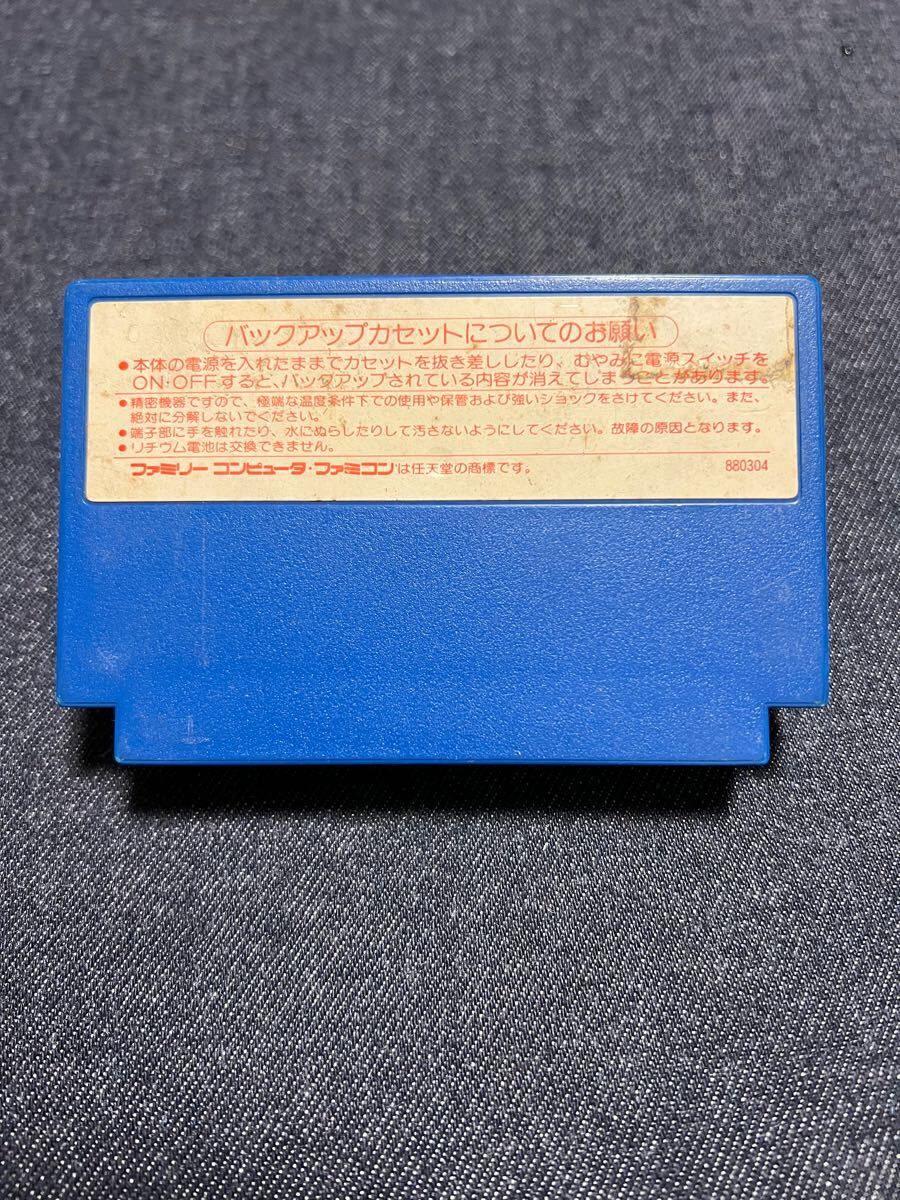 バックアップカセットについてのお願い
●本体の電源を入れたままでカセットを抜き差ししたり、むやみに電源スイッチを
ON・OFFすると、バックアップされている内容が消えてしまうことがあります。
●精密機器ですので、極端な温度条件下での使用や保管および強いショックをさけてください。また、
絶対に分解しないでください。
●端子部に手を触れたり、水にぬらしたりして汚さないようにしてください。故障の原因となります。
●リチウム電池は交換できません。
ファミリー コンピュータ・ファミコンは任天堂の商標です。 880304